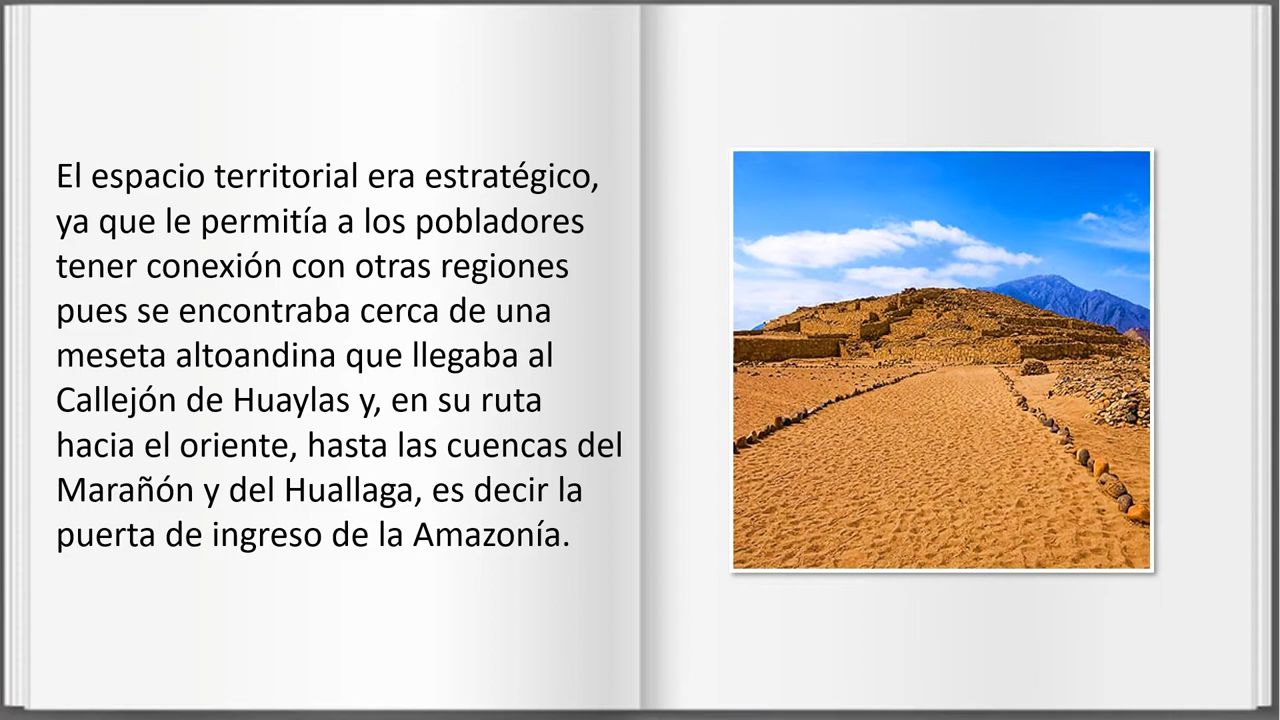 El espacio territorial era estratégico,
ya que le permitía a los pobladores
tener conexión con otras regiones
pues se encontraba cerca de una
meseta altoandina que llegaba al
Callejón de Huaylas y, en su ruta
hacia el oriente, hasta las cuencas del
Marañón y del Huallaga, es decir la
puerta de ingreso de la Amazonía.